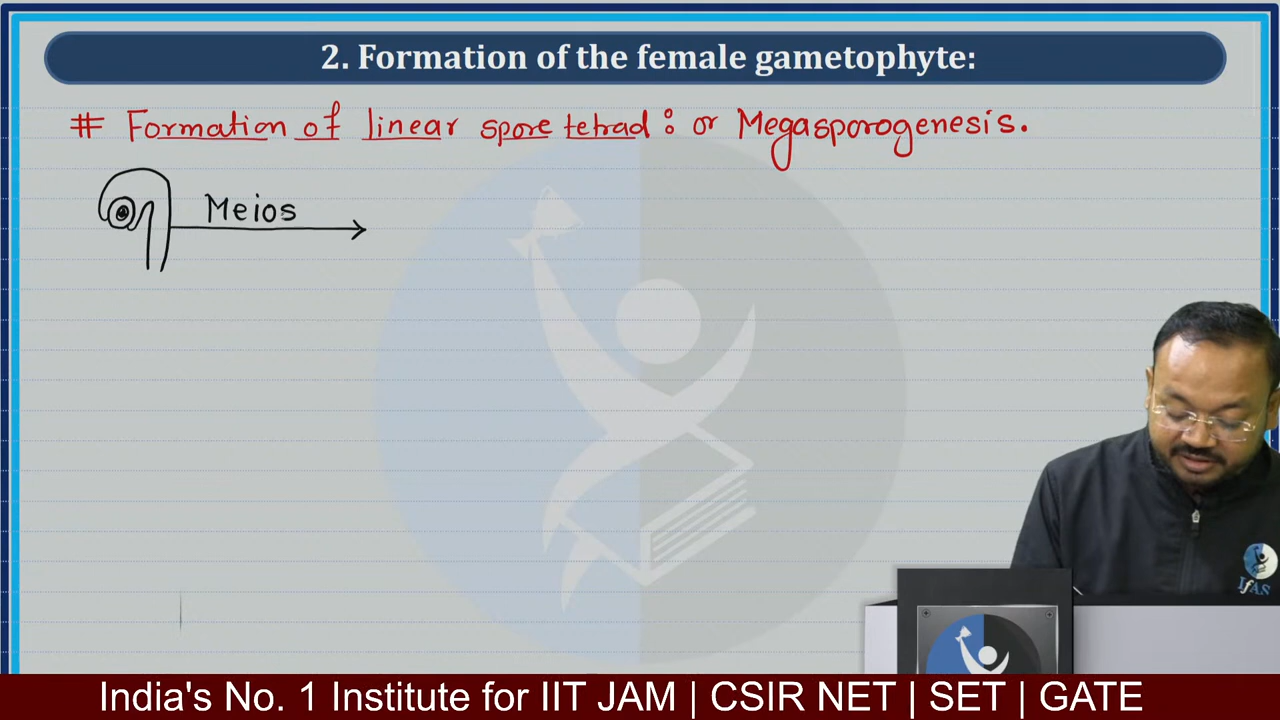 2. Formation of the female gametophyte:
# Formation of linear spore tetrad : or Megasporogenesis.
Meios
IfAS
India's No. 1 Institute for IIT JAM | CSIR NET | SET | GATE